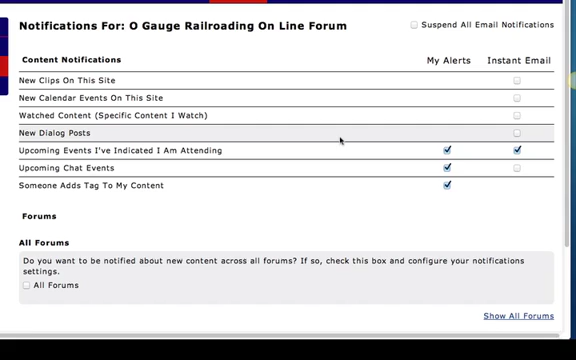 Notifications For: O Gauge Railroading On Line Forum
Suspend All Email Notifications
Content Notifications My Alerts Instant Email
New Clips On This Site
New Calendar Events On This Site
Watched Content (Specific Content I Watch)
New Dialog Posts
Upcoming Events I've Indicated I Am Attending
Upcoming Chat Events
Someone Adds Tag To My Content
Forums
All Forums
Do you want to be notified about new content across all forums? If so, check this box and configure your notifications
settings.
All Forums
Show All Forums